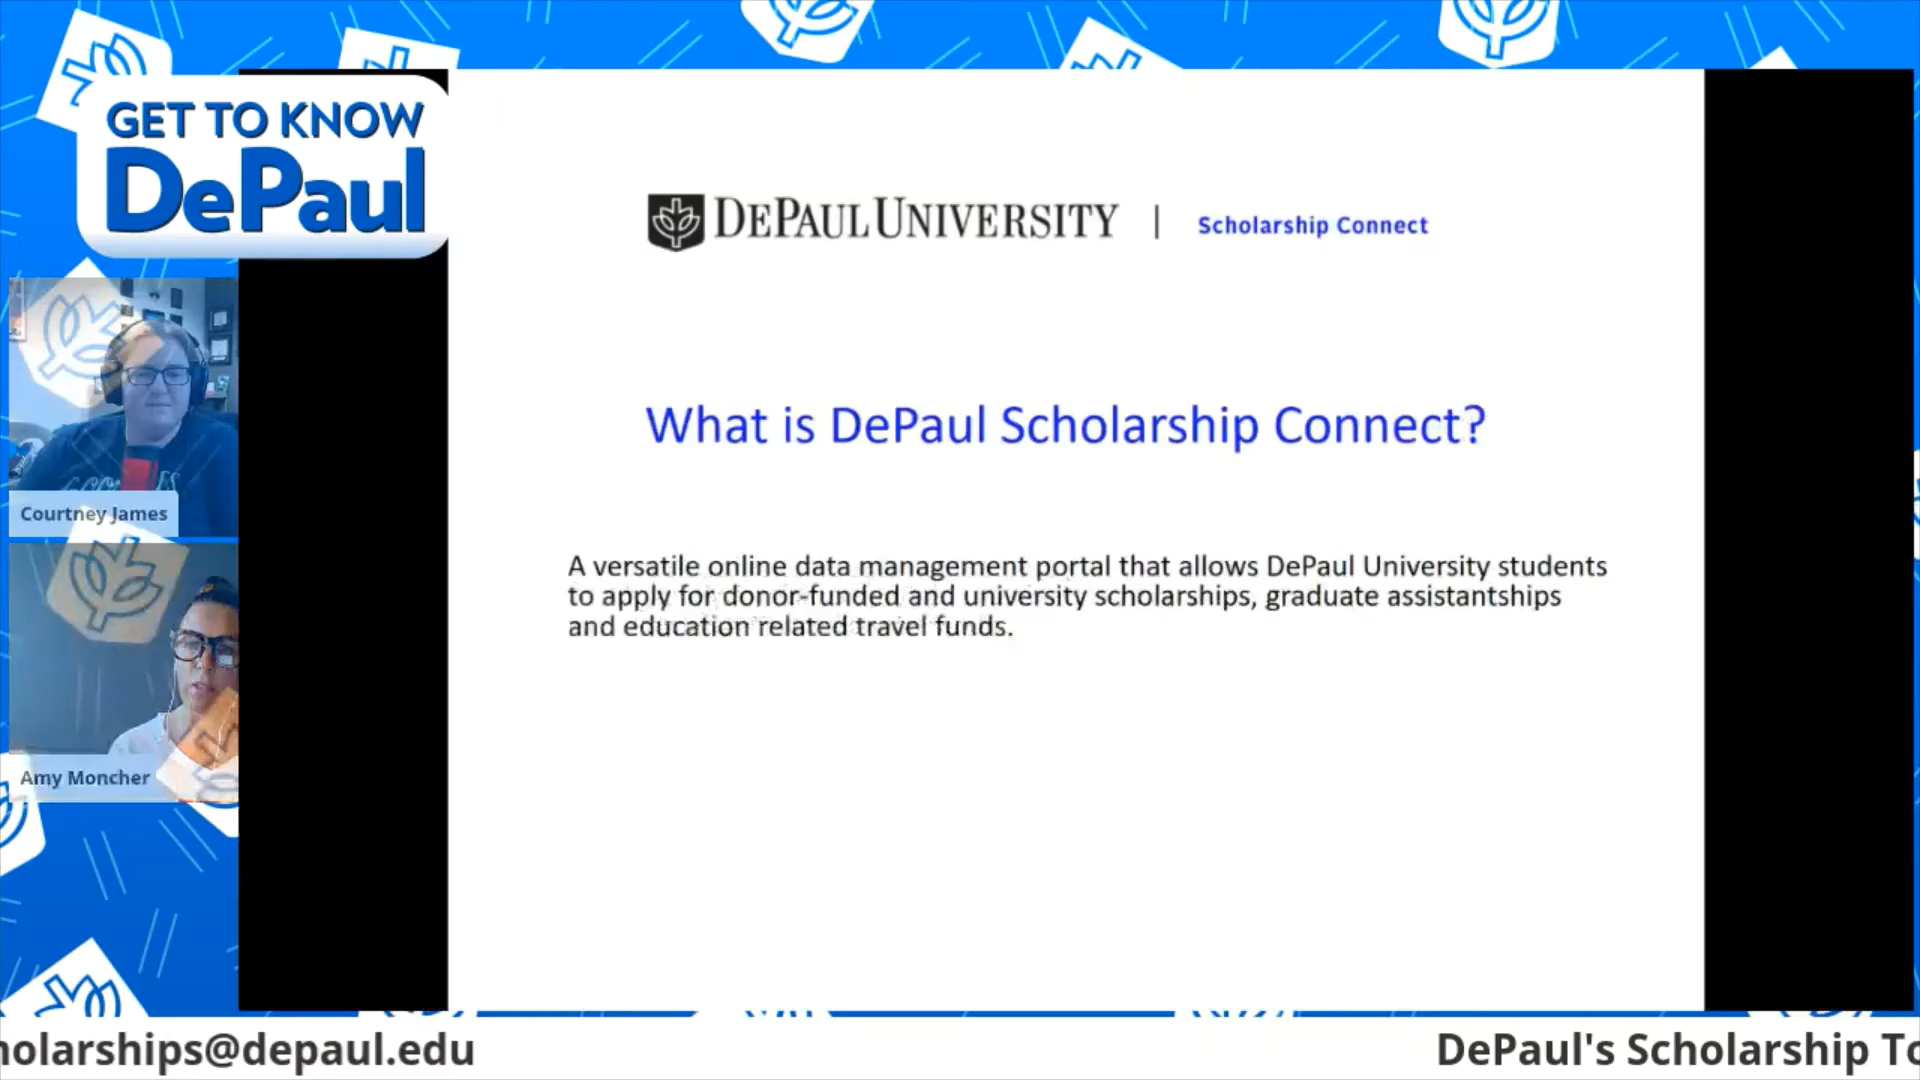 GET TO KNOW
DePaul
DEPAUL UNIVERSITY | Scholarship Connect
What is DePaul Scholarship Connect?
A versatile online data management portal that allows DePaul University students
to apply for donor-funded and university scholarships, graduate assistantships
and education related travel funds.
Courtney James
Amy Moncher
holarships@depaul.edu
DePaul's Scholarship To